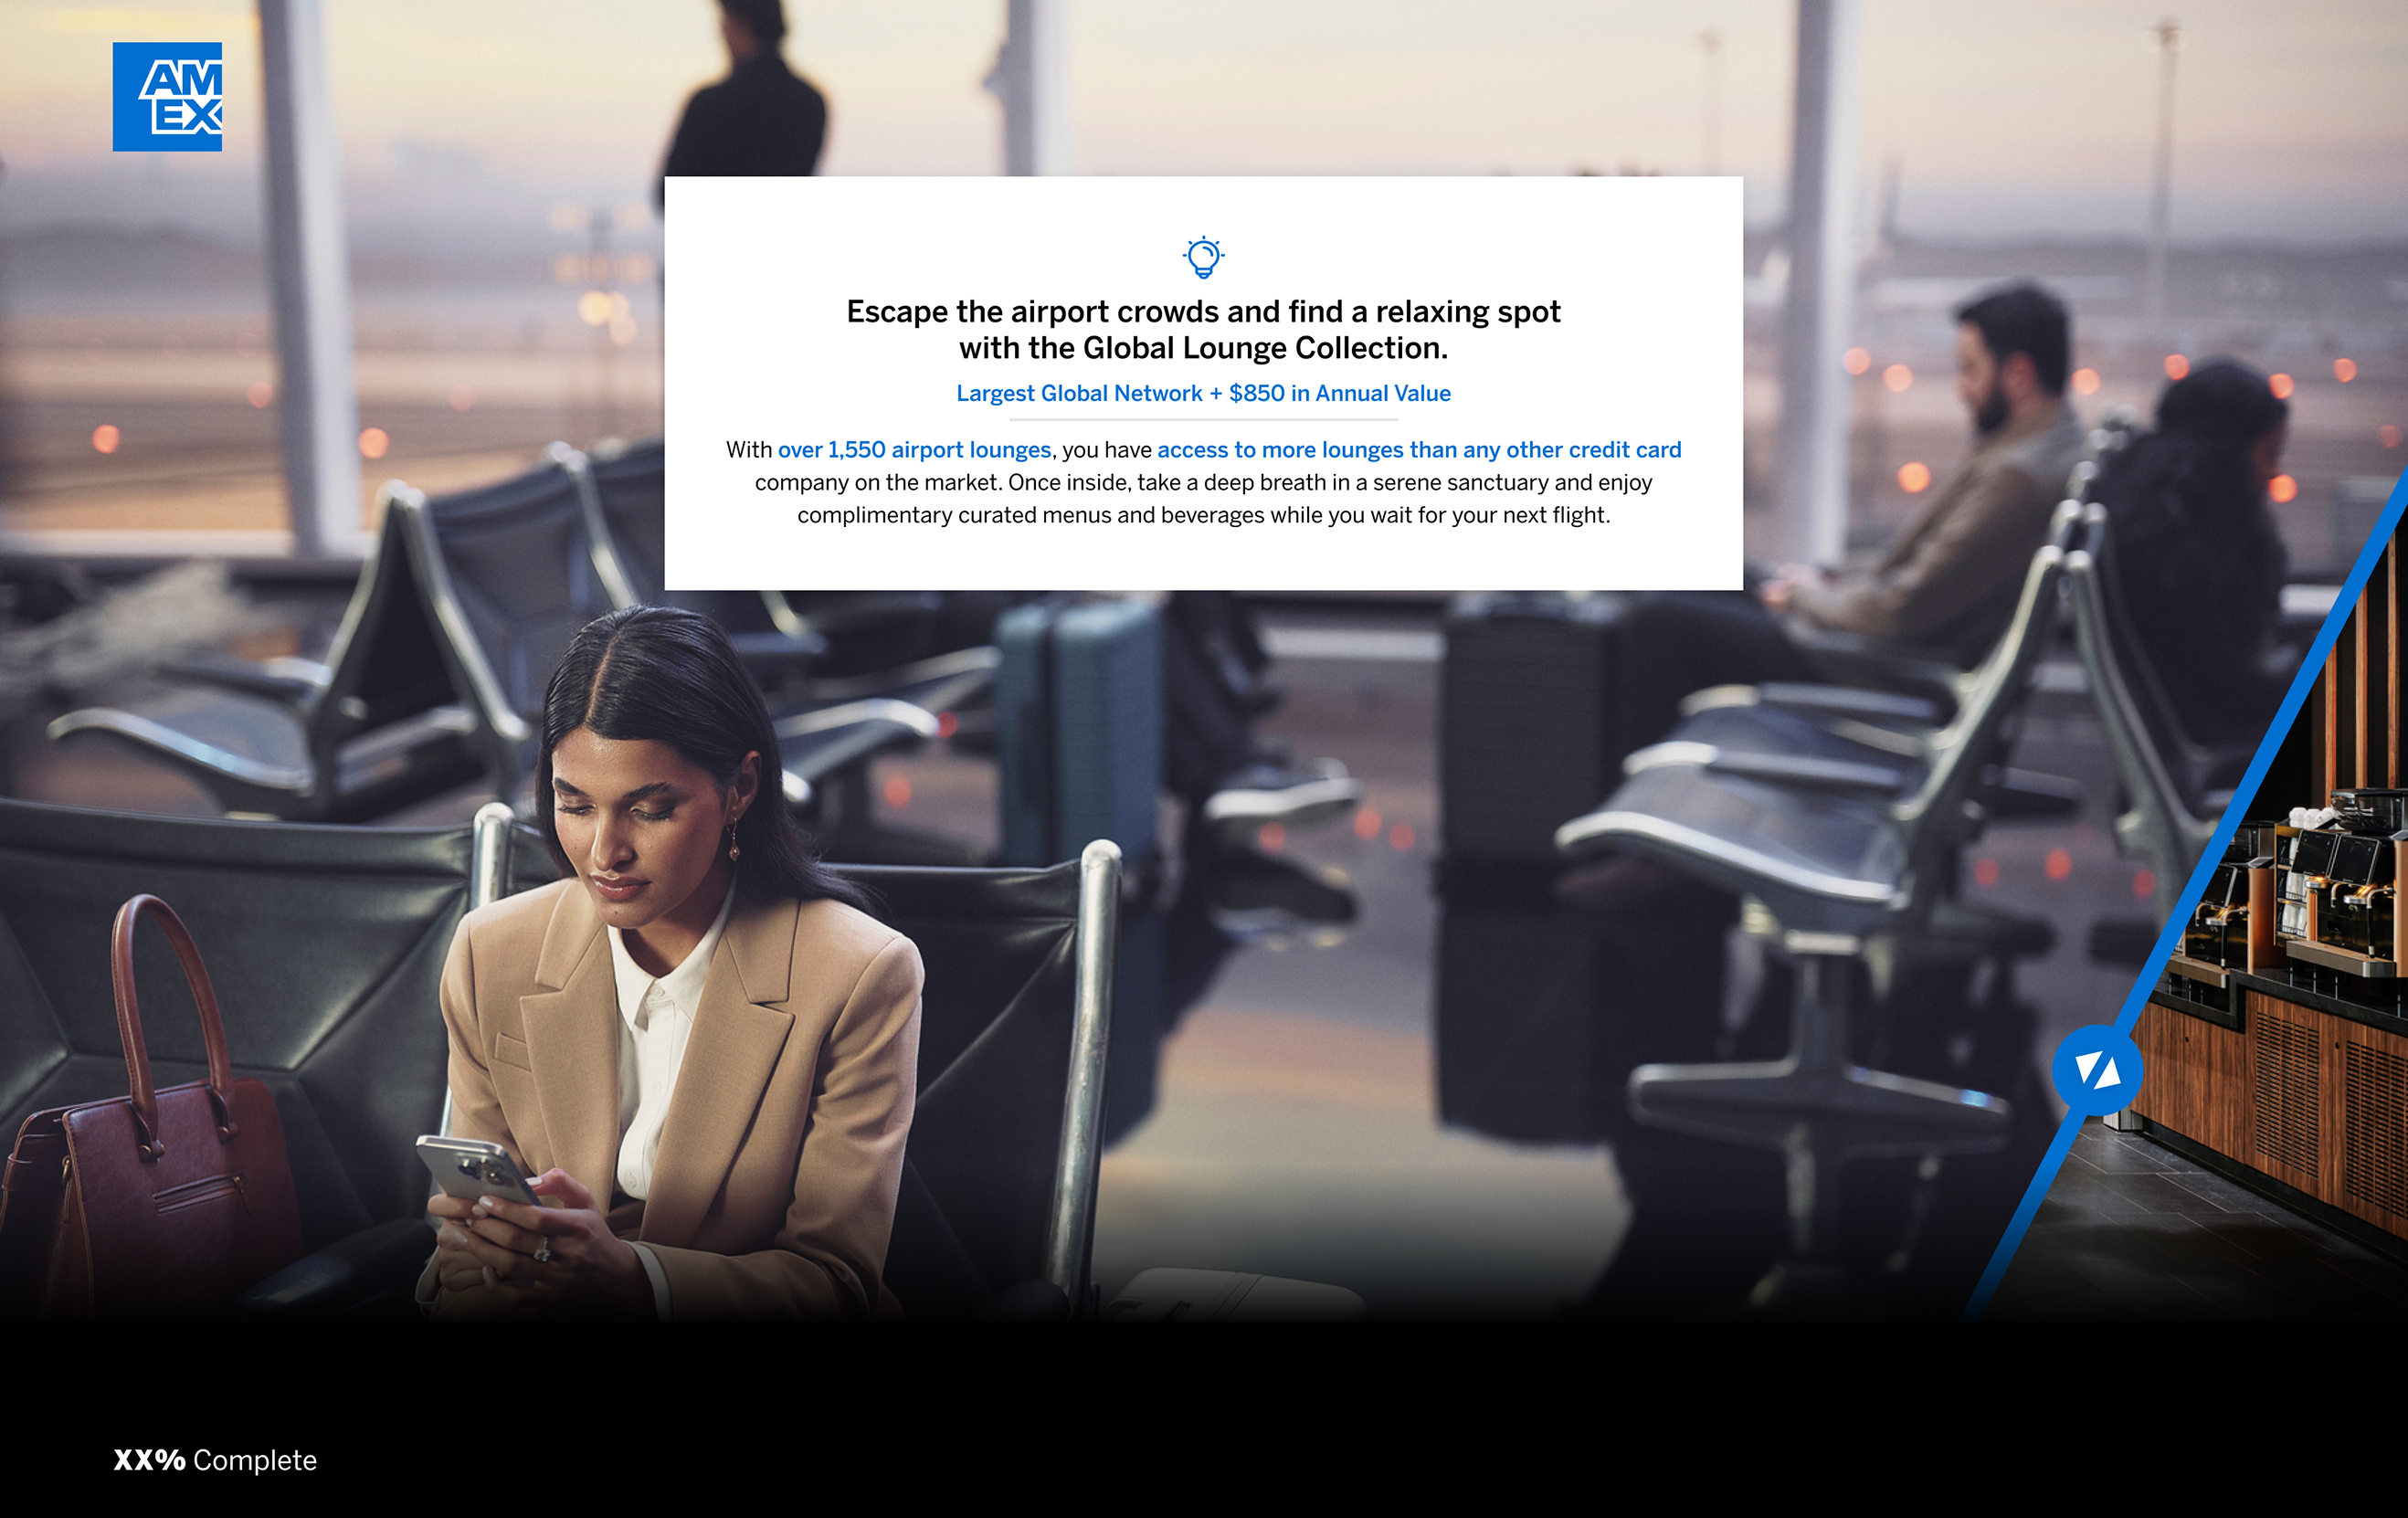 AM
EX
Escape the airport crowds and find a relaxing spot
with the Global Lounge Collection.
Largest Global Network + $850 in Annual Value
With over 1,550 airport lounges, you have access to more lounges than any other credit card
company on the market. Once inside, take a deep breath in a serene sanctuary and enjoy
complimentary curated menus and beverages while you wait for your next flight.
XX% Complete